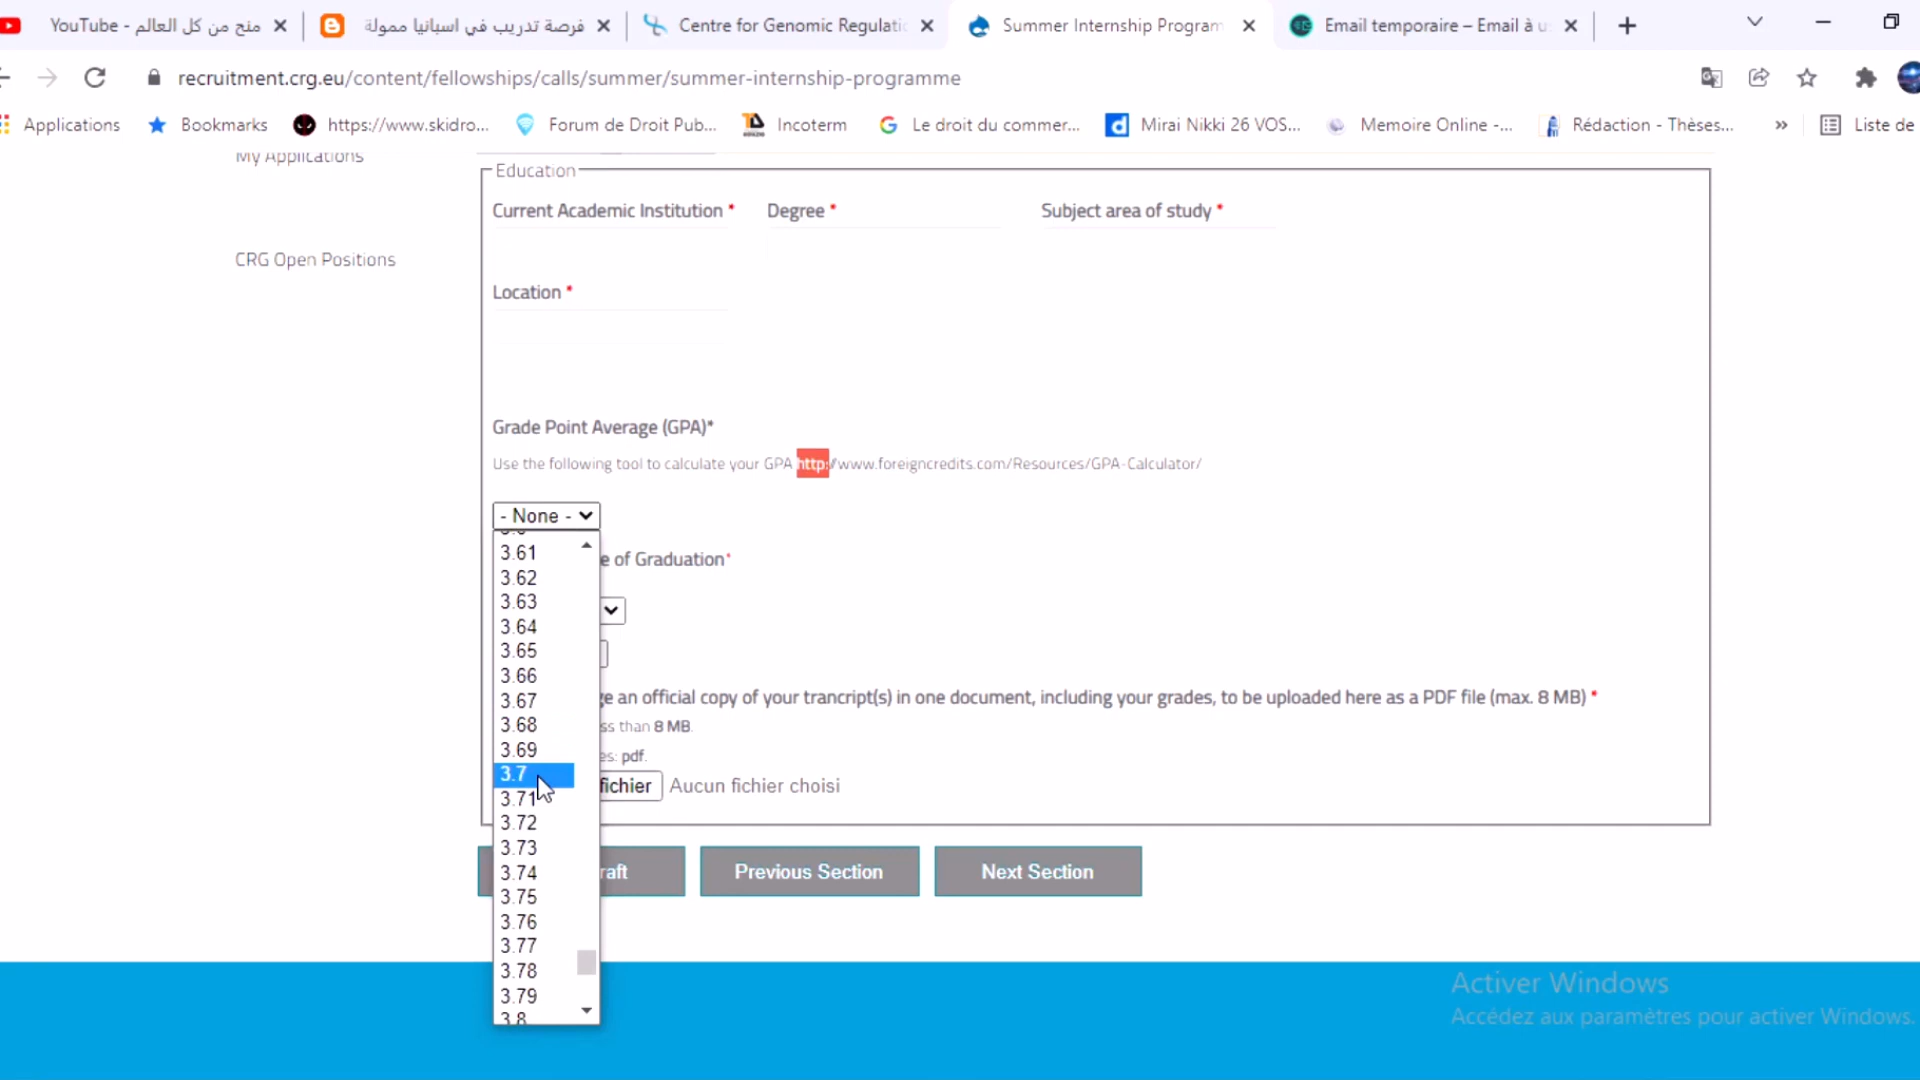 YouTube - منح من كل العالم
فرصة تدريب في اسبانيا ممولة
Centre for Genomic Regulatio
Summer Internship Program
Email temporaire – Email à u
recruitment.crg.eu/content/fellowships/calls/summer/summer-internship-programme
Applications
Bookmarks
https://www.skidro...
Forum de Droit Pub...
Incoterm
Le droit du commer...
Mirai Nikki 26 VOS...
Memoire Online -...
Rédaction - Thèses...
»
Liste de
My Applications
CRG Open Positions
Education
Current Academic Institution *
Degree *
Subject area of study *
Location *
Grade Point Average (GPA)*
Use the following tool to calculate your GPA http://www.foreigncredits.com/Resources/GPA-Calculator/
- None -
3.61
3.62
3.63
3.64
3.65
3.66
3.67
3.68
3.69
3.7
3.71
3.72
3.73
3.74
3.75
3.76
3.77
3.78
3.79
3.8
e of Graduation*
ge an official copy of your trancript(s) in one document, including your grades, to be uploaded here as a PDF file (max. 8 MB) *
ss than 8 MB.
es: pdf.
fichier Aucun fichier choisi
raft
Previous Section
Next Section
Activer Windows
Accédez aux paramètres pour activer Windows.